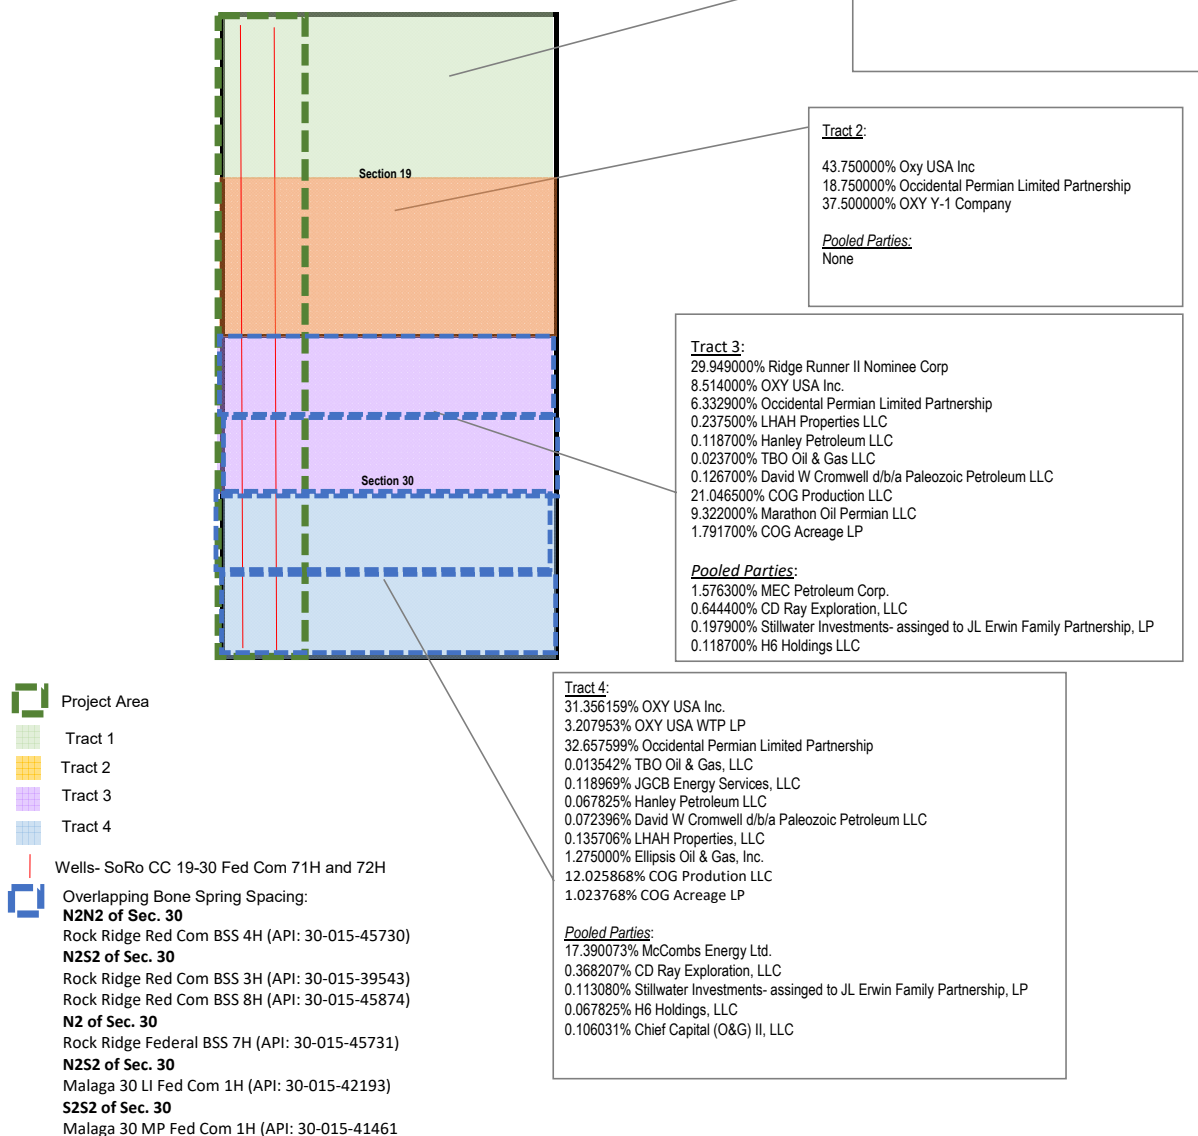 Section 19
Tract 2:
43.750000% Oxy USA Inc
18.750000% Occidental Permian Limited Partnership
37.500000% OXY Y-1 Company
Pooled Parties:
None
Tract 3:
29.949000% Ridge Runner II Nominee Corp
8.514000% OXY USA Inc.
6.332900% Occidental Permian Limited Partnership
0.237500% LHAH Properties LLC
0.118700% Hanley Petroleum LLC
0.023700% TBO Oil & Gas LLC
0.126700% David W Cromwell d/b/a Paleozoic Petroleum LLC
21.046500% COG Production LLC
9.322000% Marathon Oil Permian LLC
1.791700% COG Acreage LP
Pooled Parties:
1.576300% MEC Petroleum Corp.
0.644400% CD Ray Exploration, LLC
0.197900% Stillwater Investments- assinged to JL Erwin Family Partnership, LP
0.118700% H6 Holdings LLC
Section 30
Tract 4:
31.356159% OXY USA Inc.
3.207953% OXY USA WTP LP
32.657599% Occidental Permian Limited Partnership
0.013542% TBO Oil & Gas, LLC
0.118969% JGCB Energy Services, LLC
0.067825% Hanley Petroleum LLC
0.072396% David W Cromwell d/b/a Paleozoic Petroleum LLC
0.135706% LHAH Properties, LLC
1.275000% Ellipsis Oil & Gas, Inc.
12.025868% COG Prodution LLC
1.023768% COG Acreage LP
Pooled Parties:
17.390073% McCombs Energy Ltd.
0.368207% CD Ray Exploration, LLC
0.113080% Stillwater Investments- assinged to JL Erwin Family Partnership, LP
0.067825% H6 Holdings, LLC
0.106031% Chief Capital (O&G) II, LLC
Project Area
Tract 1
Tract 2
Tract 3
Tract 4
Wells- SoRo CC 19-30 Fed Com 71H and 72H
Overlapping Bone Spring Spacing:
N2N2 of Sec. 30
Rock Ridge Red Com BSS 4H (API: 30-015-45730)
N2S2 of Sec. 30
Rock Ridge Red Com BSS 3H (API: 30-015-39543)
Rock Ridge Red Com BSS 8H (API: 30-015-45874)
N2 of Sec. 30
Rock Ridge Federal BSS 7H (API: 30-015-45731)
N2S2 of Sec. 30
Malaga 30 LI Fed Com 1H (API: 30-015-42193)
S2S2 of Sec. 30
Malaga 30 MP Fed Com 1H (API: 30-015-41461